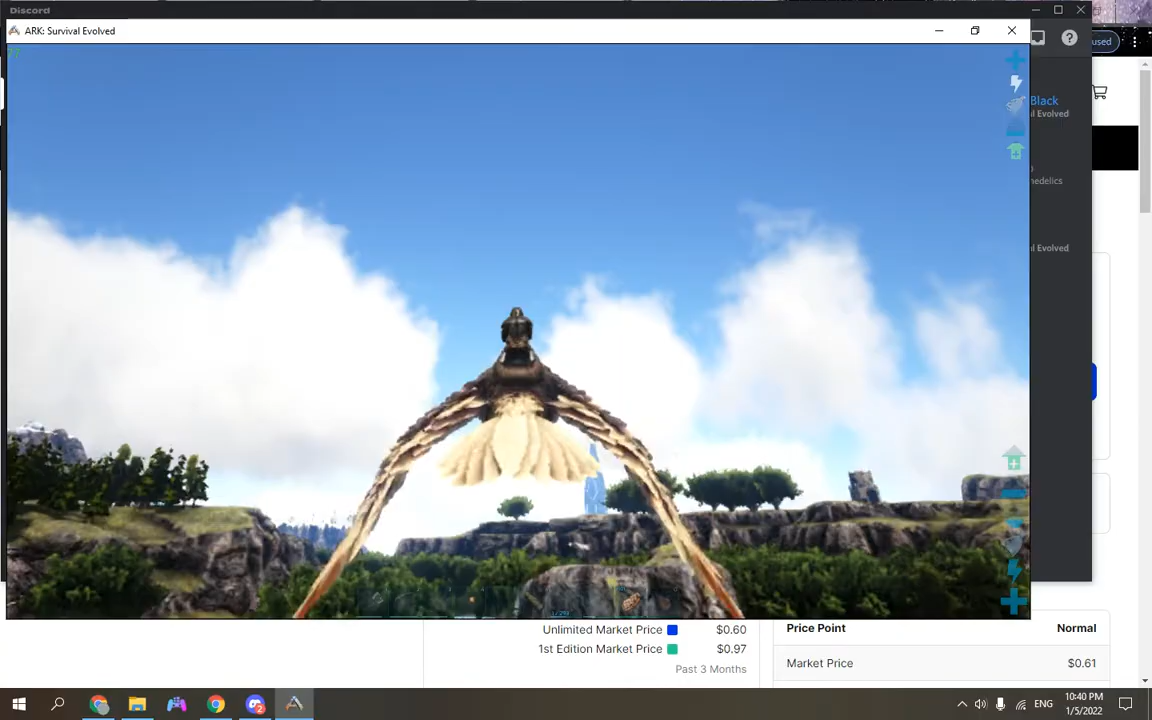 Discord
ARK: Survival Evolved
used
Black
l Evolved
nedelics
l Evolved
Unlimited Market Price $0.60
1st Edition Market Price $0.97
Past 3 Months
Price Point Normal
Market Price $0.61
ENG
10:40 PM
1/5/2022